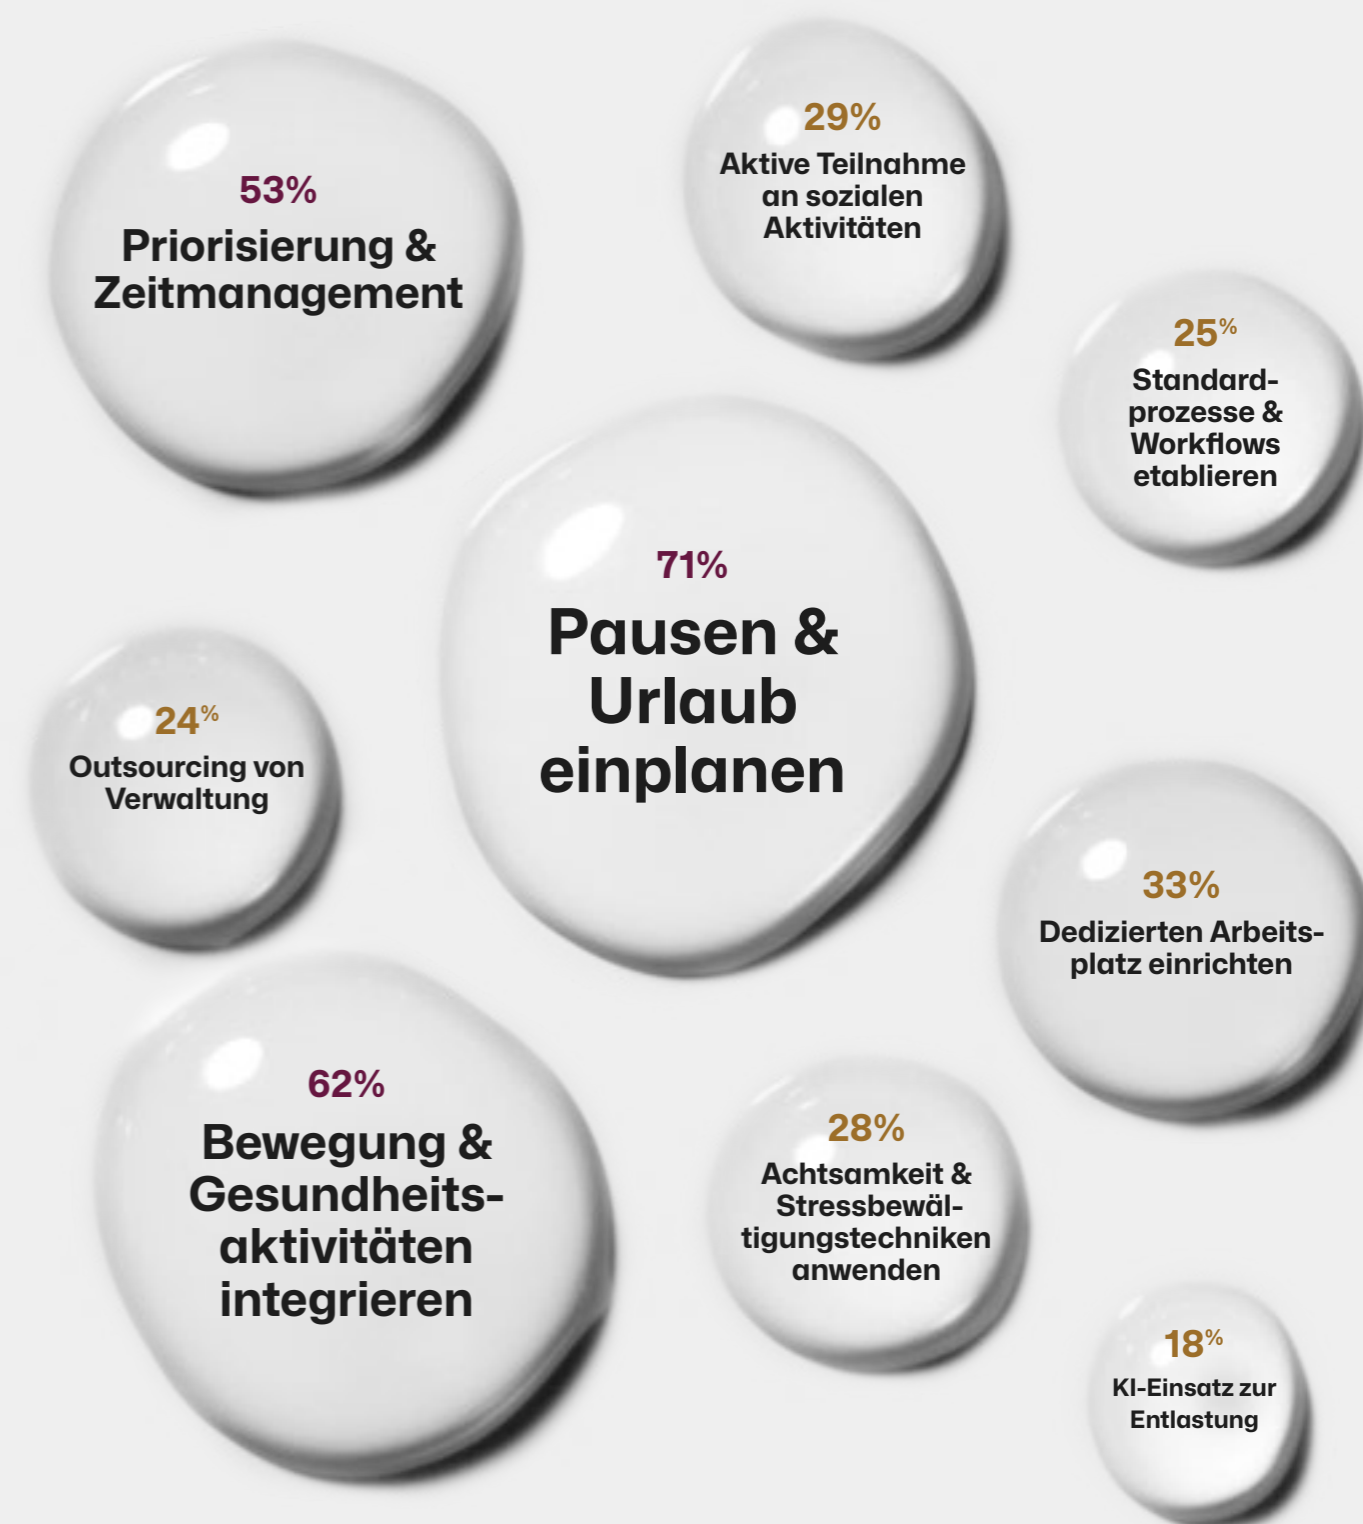 53%
Priorisierung &
Zeitmanagement
29%
Aktive Teilnahme
an sozialen
Aktivitäten
25%
Standard-
prozesse &
Workflows
etablieren
71%
Pausen &
Urlaub
einplanen
24%
Outsourcing von
Verwaltung
33%
Dedizierten Arbeits-
platz einrichten
62%
Bewegung &
Gesundheits-
aktivitäten
integrieren
28%
Achtsamkeit &
Stressbewäl-
tigungstechniken
anwenden
18%
KI-Einsatz zur
Entlastung